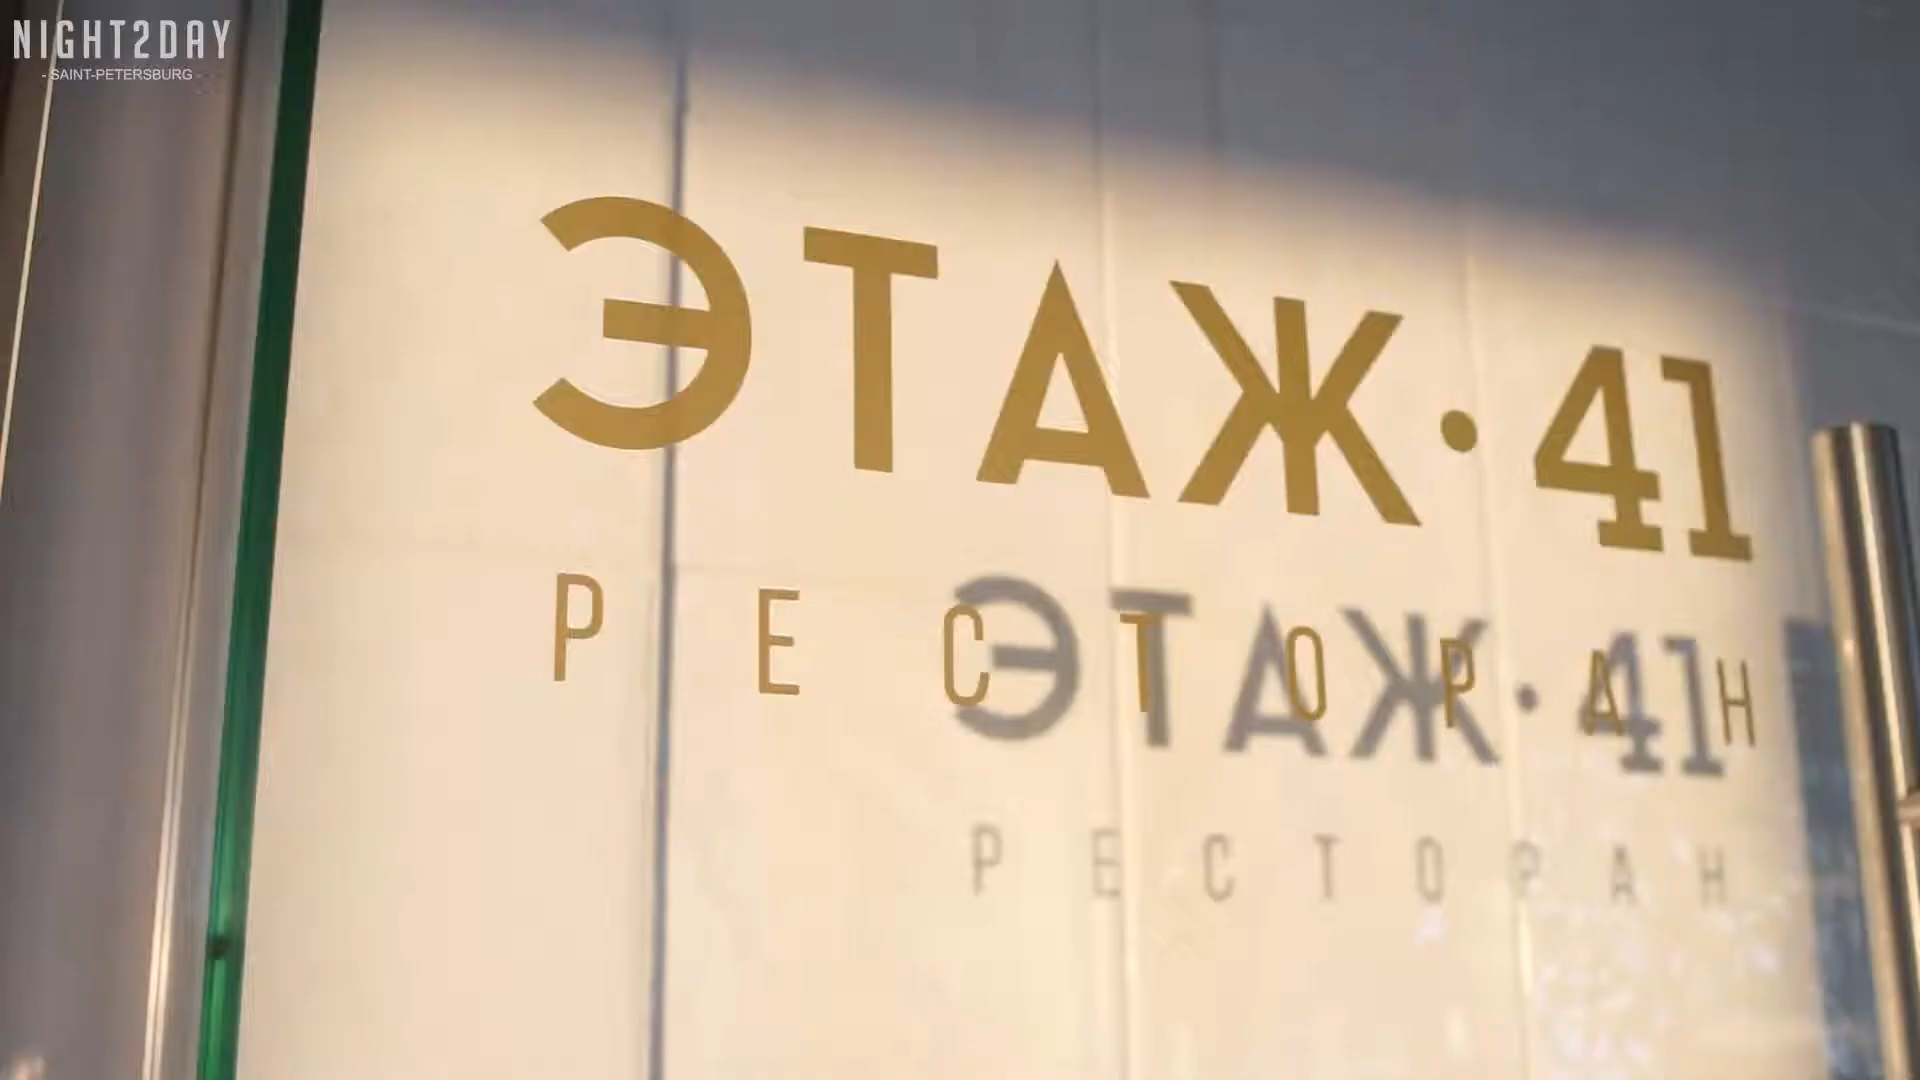 NIGHT2DAY
- SAINT-PETERSBURG -
ЭТАЖ·41
РЕСТОРАН
ЭТАЖ·41
РЕСТОРАН